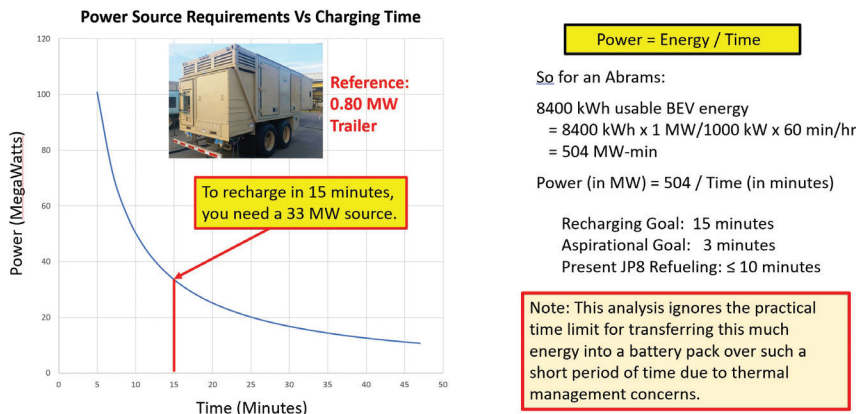 Power Source Requirements Vs Charging Time
120
100
80
60
40
20
0
0 5 10 15 20 25 30 35 40 45 50
Power (MegaWatts)
Time (Minutes)
Reference:
0.80 MW
Trailer
To recharge in 15 minutes,
you need a 33 MW source.
Power = Energy / Time
So for an Abrams:
8400 kWh usable BEV energy
= 8400 kWh x 1 MW/1000 kW x 60 min/hr
= 504 MW-min
Power (in MW) = 504 / Time (in minutes)
Recharging Goal: 15 minutes
Aspirational Goal: 3 minutes
Present JP8 Refueling: ≤ 10 minutes
Note: This analysis ignores the practical
time limit for transferring this much
energy into a battery pack over such a
short period of time due to thermal
management concerns.